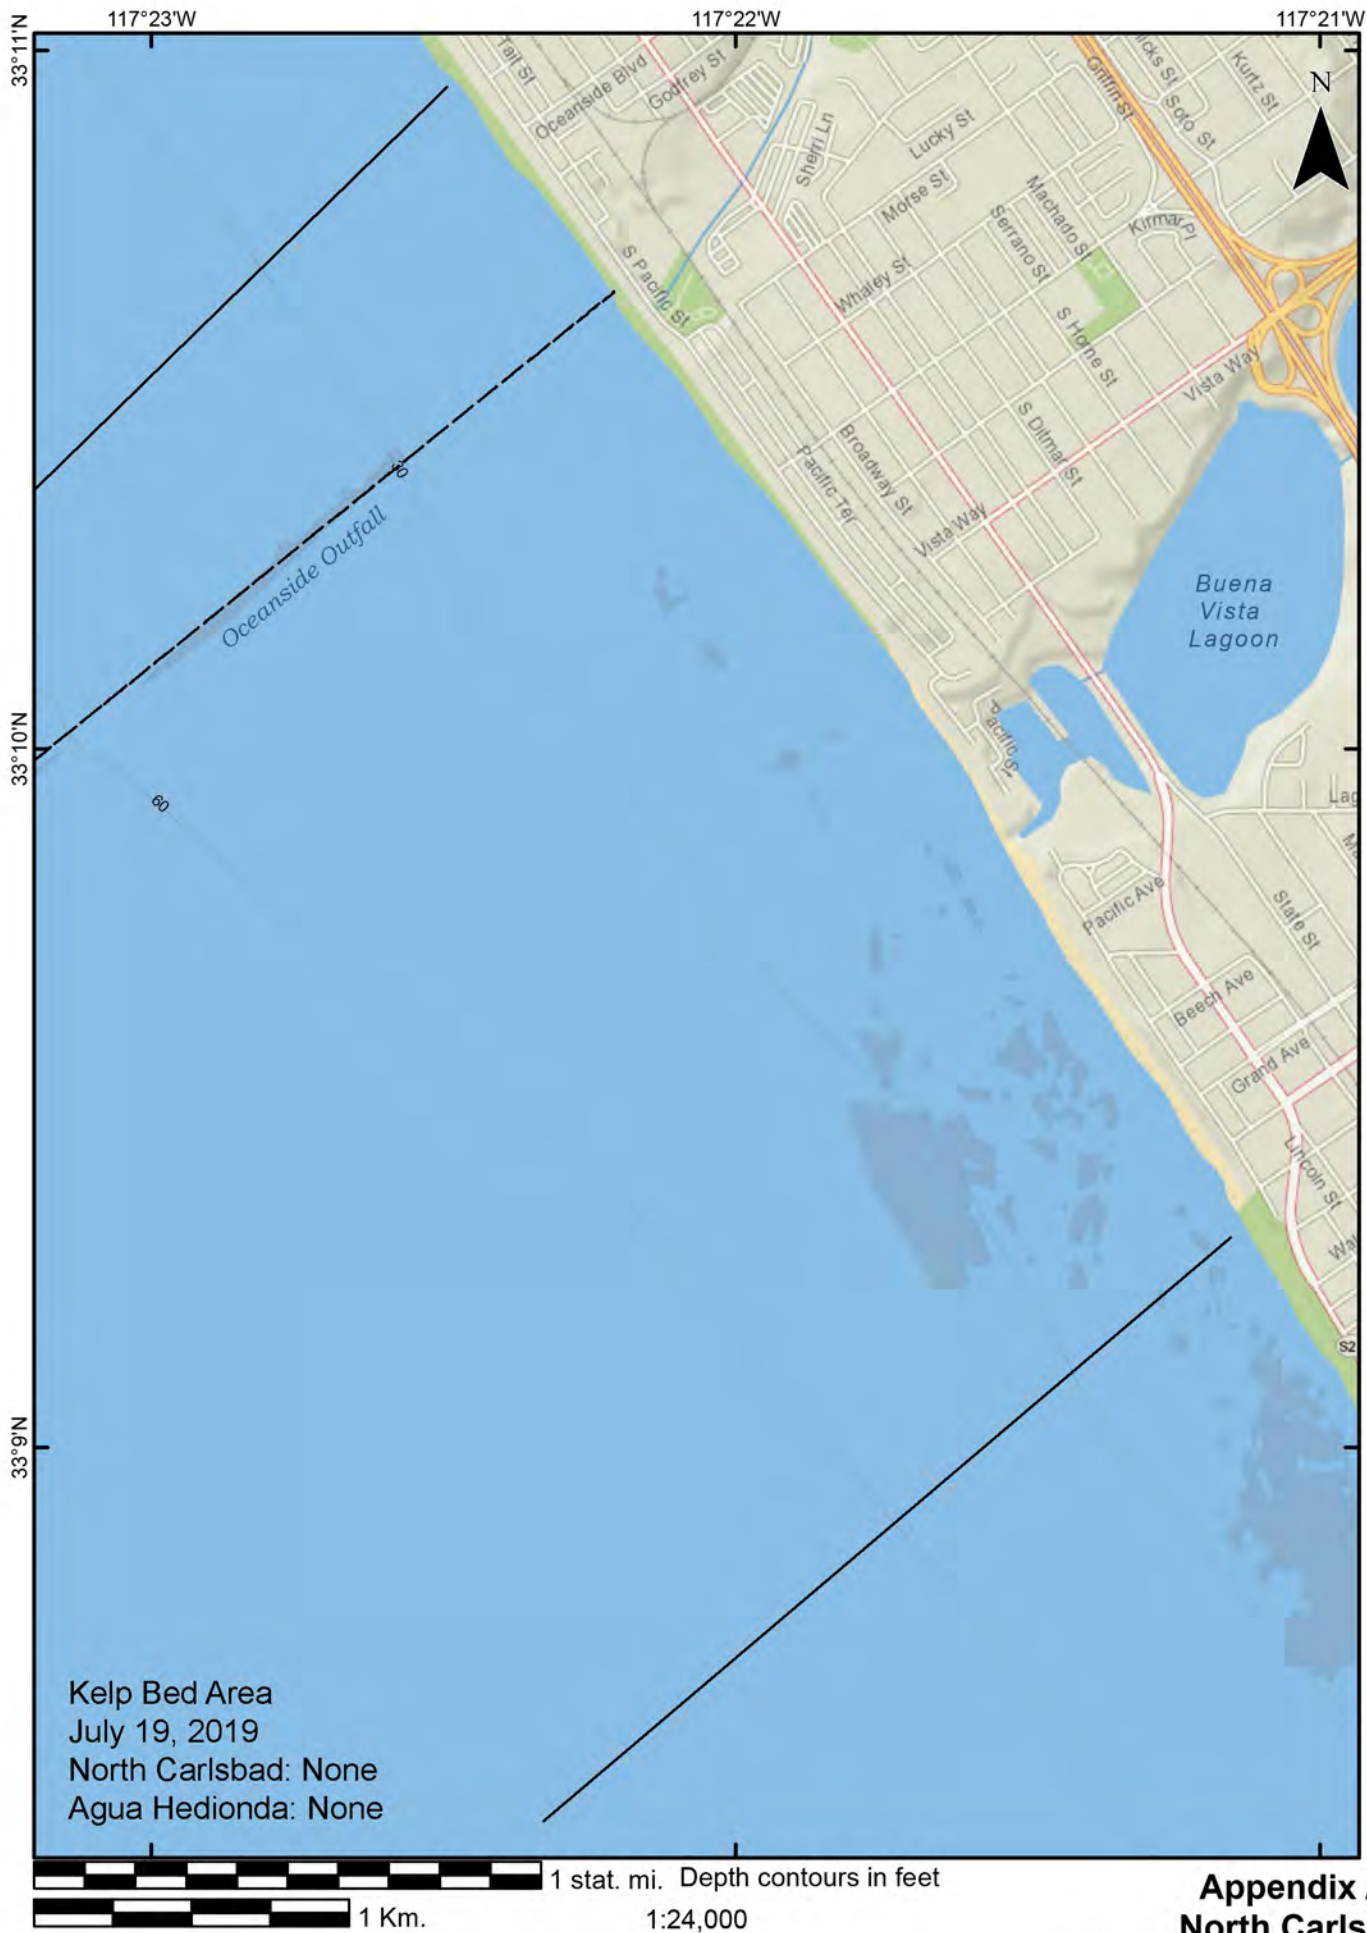 117°23'W
117°22'W
117°21'W
33°11'N
33°10'N
33°9'N
N
Tait St
Oceanside Blvd
Godfrey St
Griffin St
Soto St
Kurtz St
Sherri Ln
Lucky St
Morse St
Machado St
Serrano St
Kirmar Pl
S Pacific St
Whaley St
S Horne St
Vista Way
S Ditmar St
Broadway St
Pacific Ter
Vista Way
60
Oceanside Outfall
Buena
Vista
Lagoon
Pacific St
60
Pacific Ave
State St
Beech Ave
Grand Ave
Lincoln St
S2
Kelp Bed Area
July 19, 2019
North Carlsbad: None
Agua Hedionda: None
1 stat. mi. Depth contours in feet
1 Km.
1:24,000
Appendix
North Carls